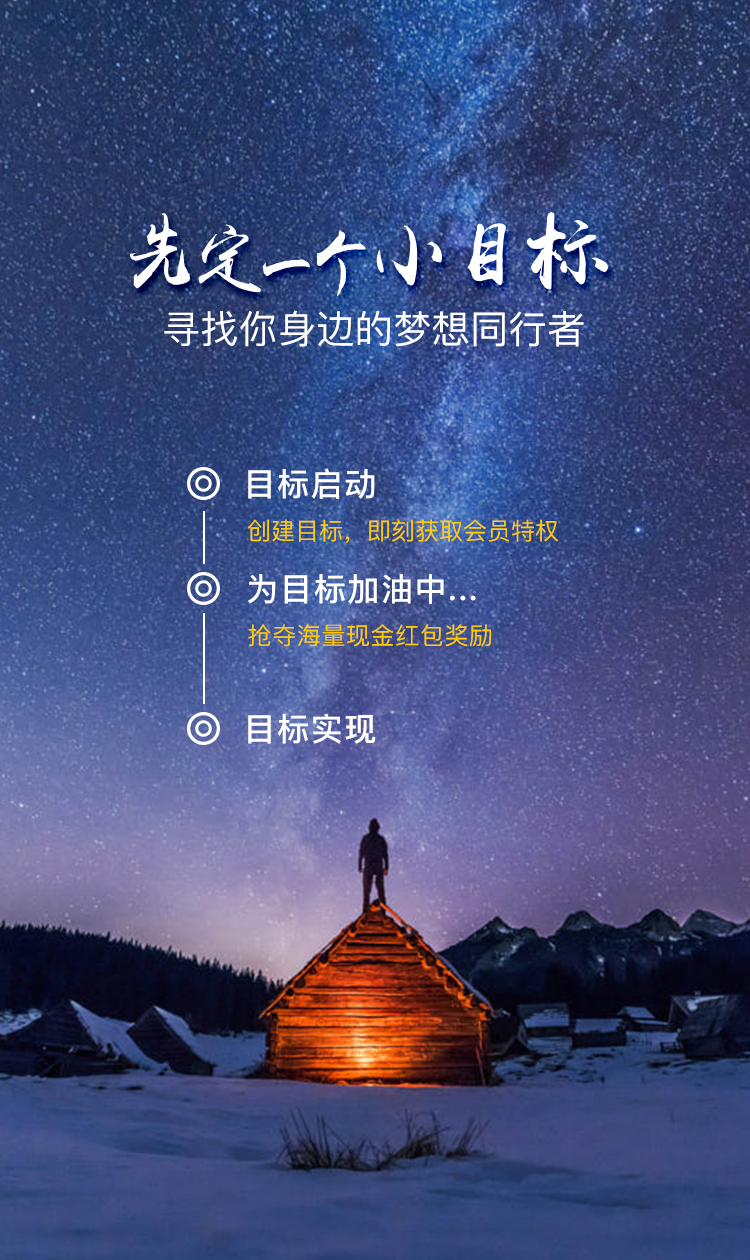 先定一个小目标
寻找你身边的梦想同行者
目标启动
创建目标，即刻获取会员特权
为目标加油中...
抢夺海量现金红包奖励
目标实现